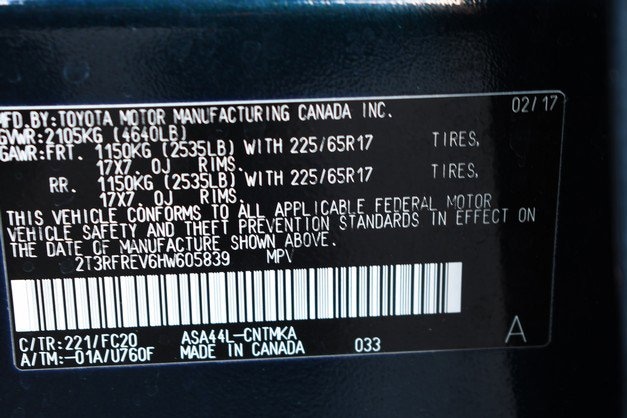 MFD.BY:TOYOTA MOTOR MANUFACTURING CANADA INC. 02/17
GVWR:2105KG (4640LB)
GAWR:FRT. 1150KG (2535LB) WITH 225/65R17 TIRES,
17X7.0J RIMS.
RR. 1150KG (2535LB) WITH 225/65R17 TIRES,
17X7.0J RIMS.
THIS VEHICLE CONFORMS TO ALL APPLICABLE FEDERAL MOTOR
VEHICLE SAFETY AND THEFT PREVENTION STANDARDS IN EFFECT ON
THE DATE OF MANUFACTURE SHOWN ABOVE.
2T3RFREV6HW605839 MPV
C/TR:221/FC20 ASA44L-CNTMKA A
A/TM:-01A/U760F MADE IN CANADA 033